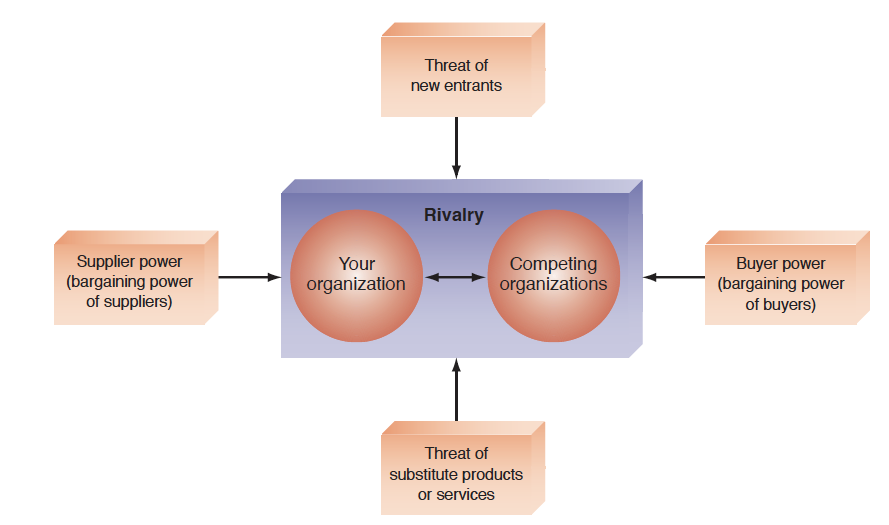 Threat of
new entrants
Rivalry
Supplier power
(bargaining power
of suppliers)
Your
organization
Competing
organizations
Buyer power
(bargaining power
of buyers)
Threat of
substitute products
or services